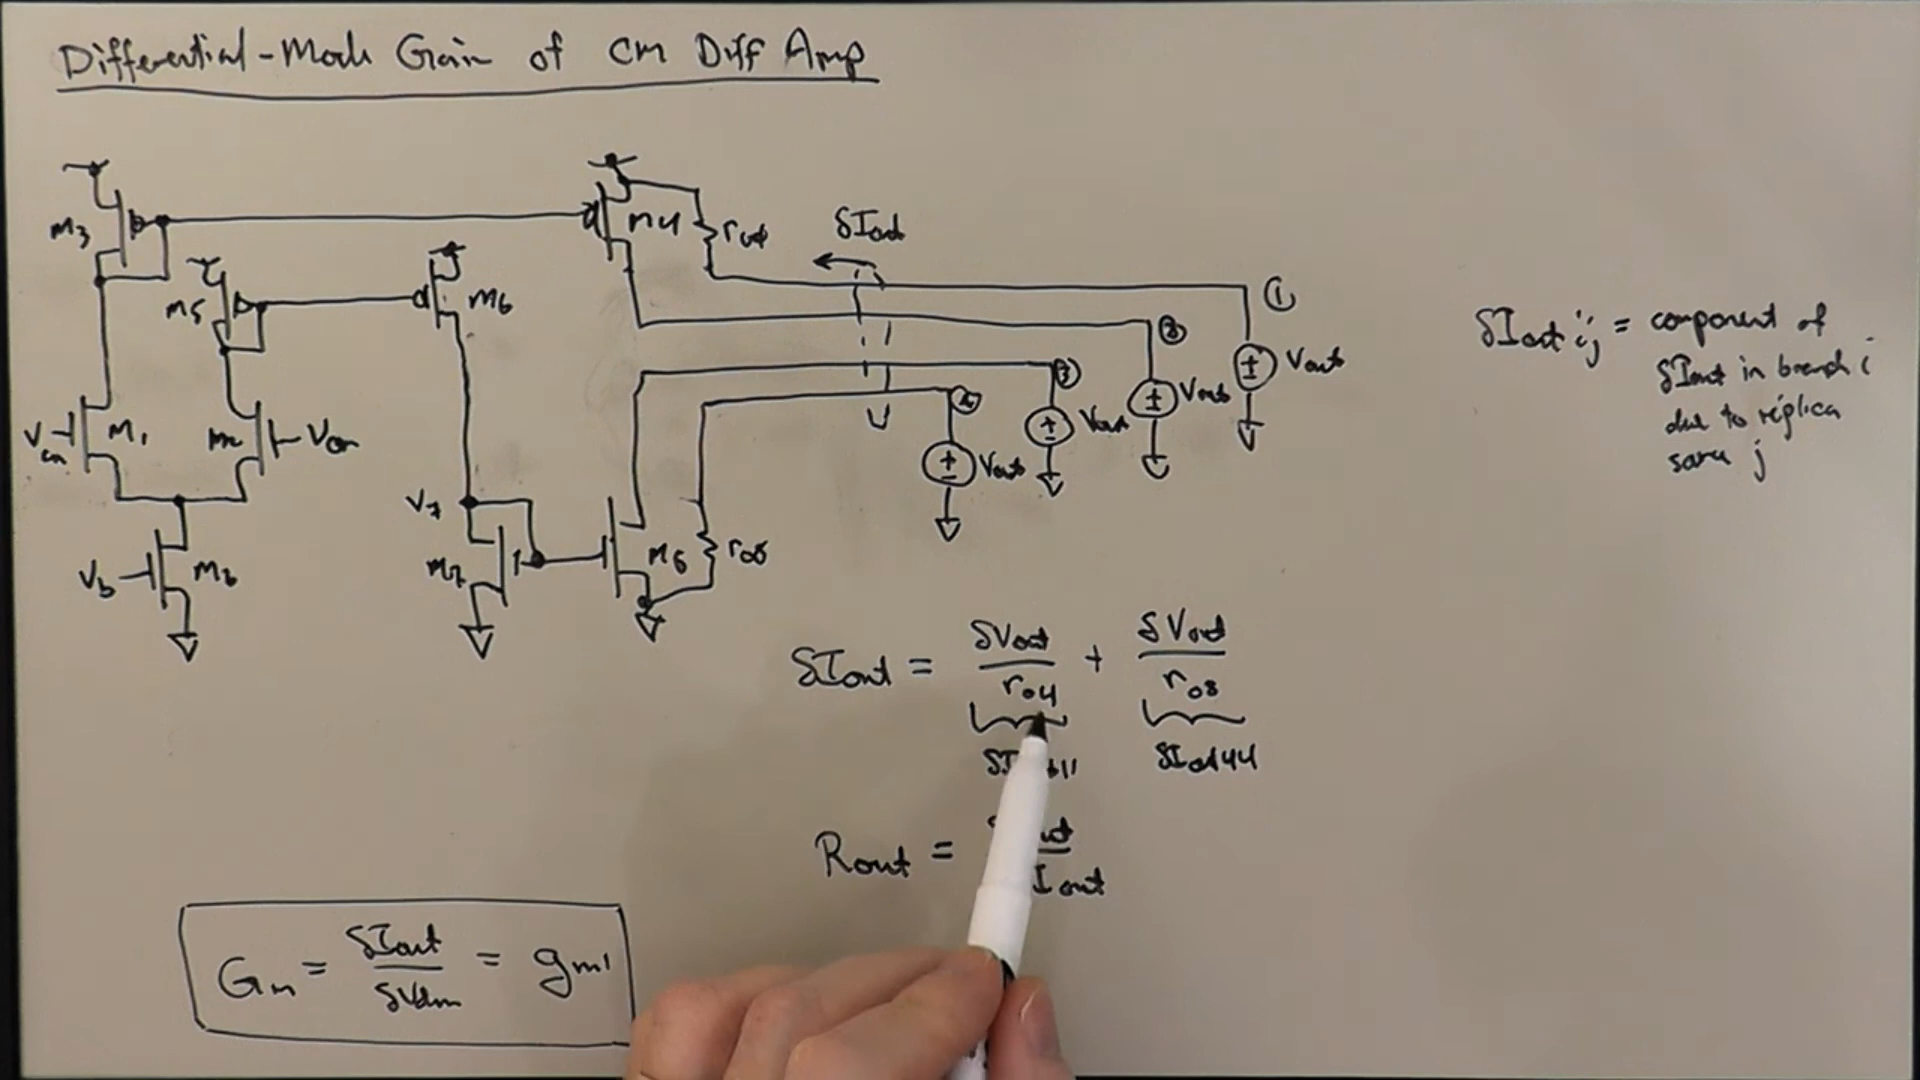 Differential-Mode Gain of CM Diff Amp
M3
M4
ro4
δIout
①
M5
M6
②
Vout
δIout ij = component of
δIout in branch i
due to replica
source j
③
Vout
④
Vout
Vout
Vcm
M1
M2
Vcm
V7
Vb
Mb
M7
M8
ro8
δIout = δVout / ro4 + δVout / ro8
δIout44
Rout =
Iout
Gm = δIout / δVdm = gm1